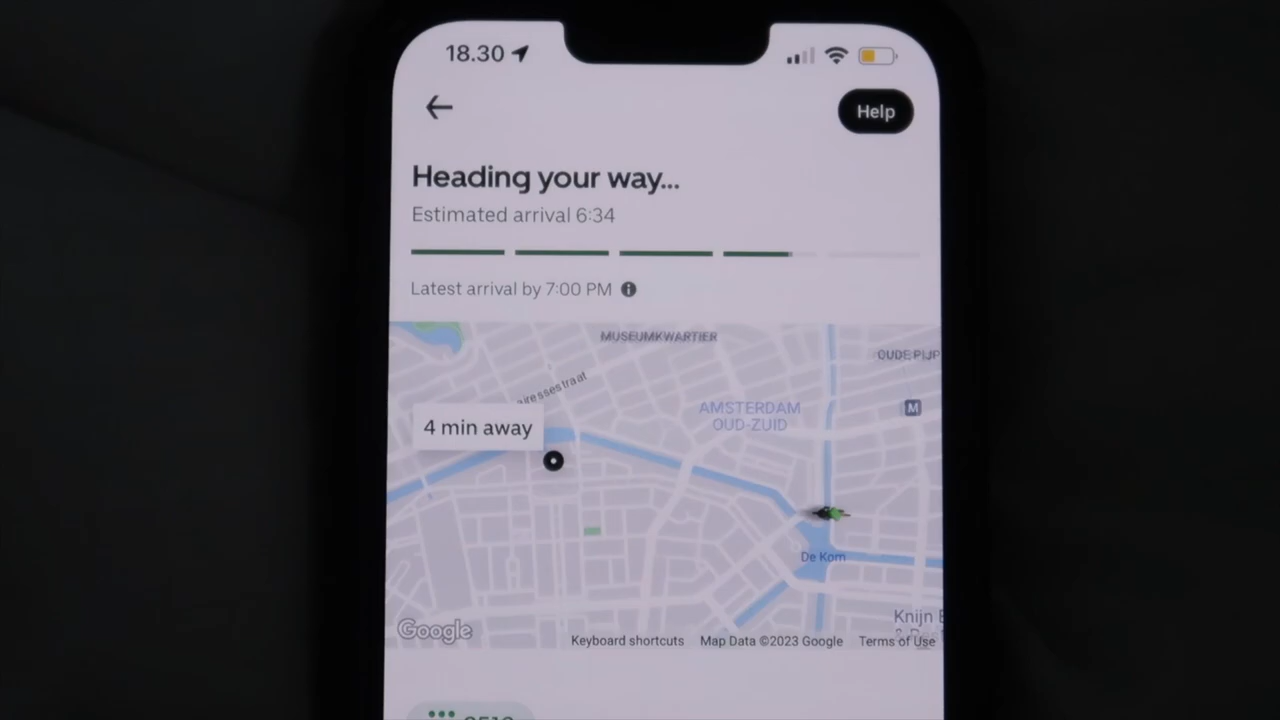 18.30
Help
Heading your way...
Estimated arrival 6:34
Latest arrival by 7:00 PM
MUSEUMKWARTIER
OUDE PIJP
AMSTERDAM
OUD-ZUID
M
4 min away
De Kom
Knijn
Google
Keyboard shortcuts
Map Data ©2023 Google
Terms of Use